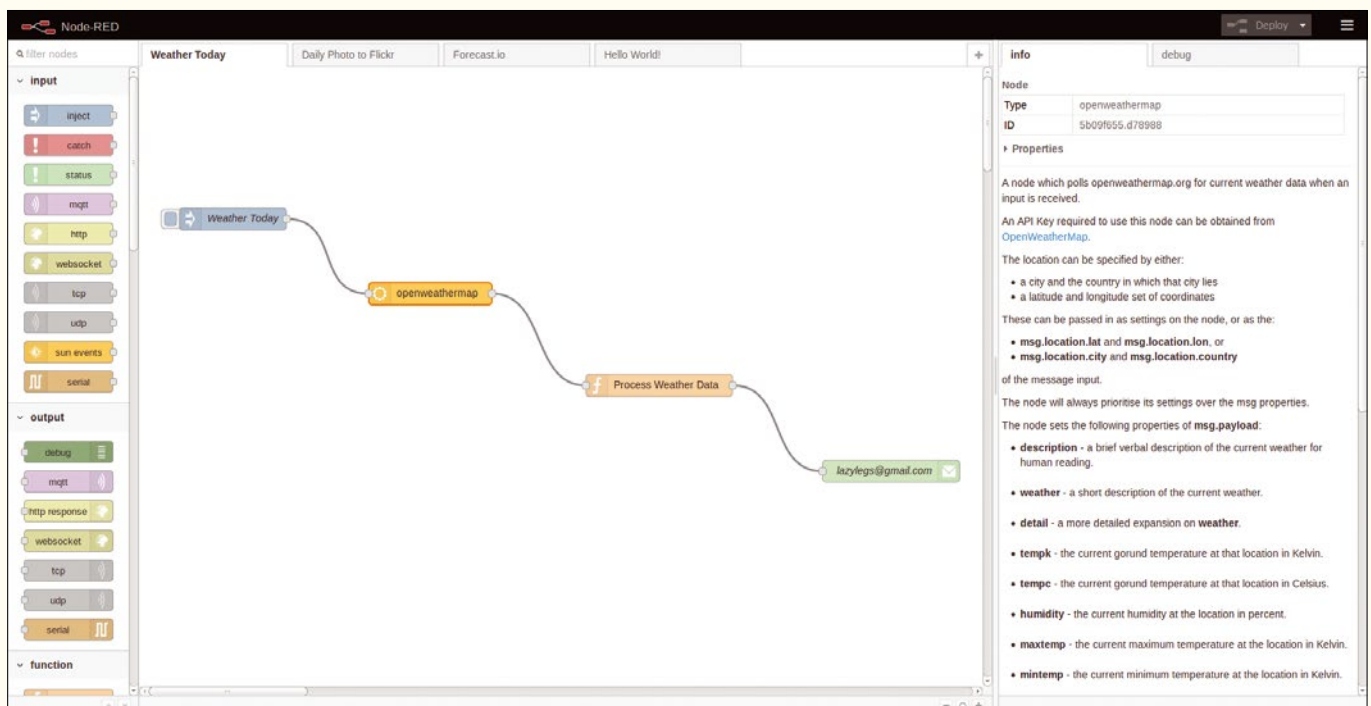 Node-RED
Deploy
filter nodes
Weather Today
Daily Photo to Flickr
Forecast.io
Hello World!
+
info
debug
input
inject
catch
status
mqtt
http
websocket
tcp
udp
sun events
serial
output
debug
mqtt
http response
websocket
tcp
udp
serial
function
Weather Today
openweathermap
Process Weather Data
lazylegs@gmail.com
Node
Type openweathermap
ID 5b09f655.d78988
Properties
A node which polls openweathermap.org for current weather data when an
input is received.
An API Key required to use this node can be obtained from
OpenWeatherMap.
The location can be specified by either:
• a city and the country in which that city lies
• a latitude and longitude set of coordinates
These can be passed in as settings on the node, or as the:
• msg.location.lat and msg.location.lon, or
• msg.location.city and msg.location.country
of the message input.
The node will always prioritise its settings over the msg properties.
The node sets the following properties of msg.payload:
• description - a brief verbal description of the current weather for
human reading.
• weather - a short description of the current weather.
• detail - a more detailed expansion on weather.
• tempk - the current gorund temperature at that location in Kelvin.
• tempc - the current gorund temperature at that location in Celsius.
• humidity - the current humidity at the location in percent.
• maxtemp - the current maximum temperature at the location in Kelvin.
• mintemp - the current minimum temperature at the location in Kelvin.